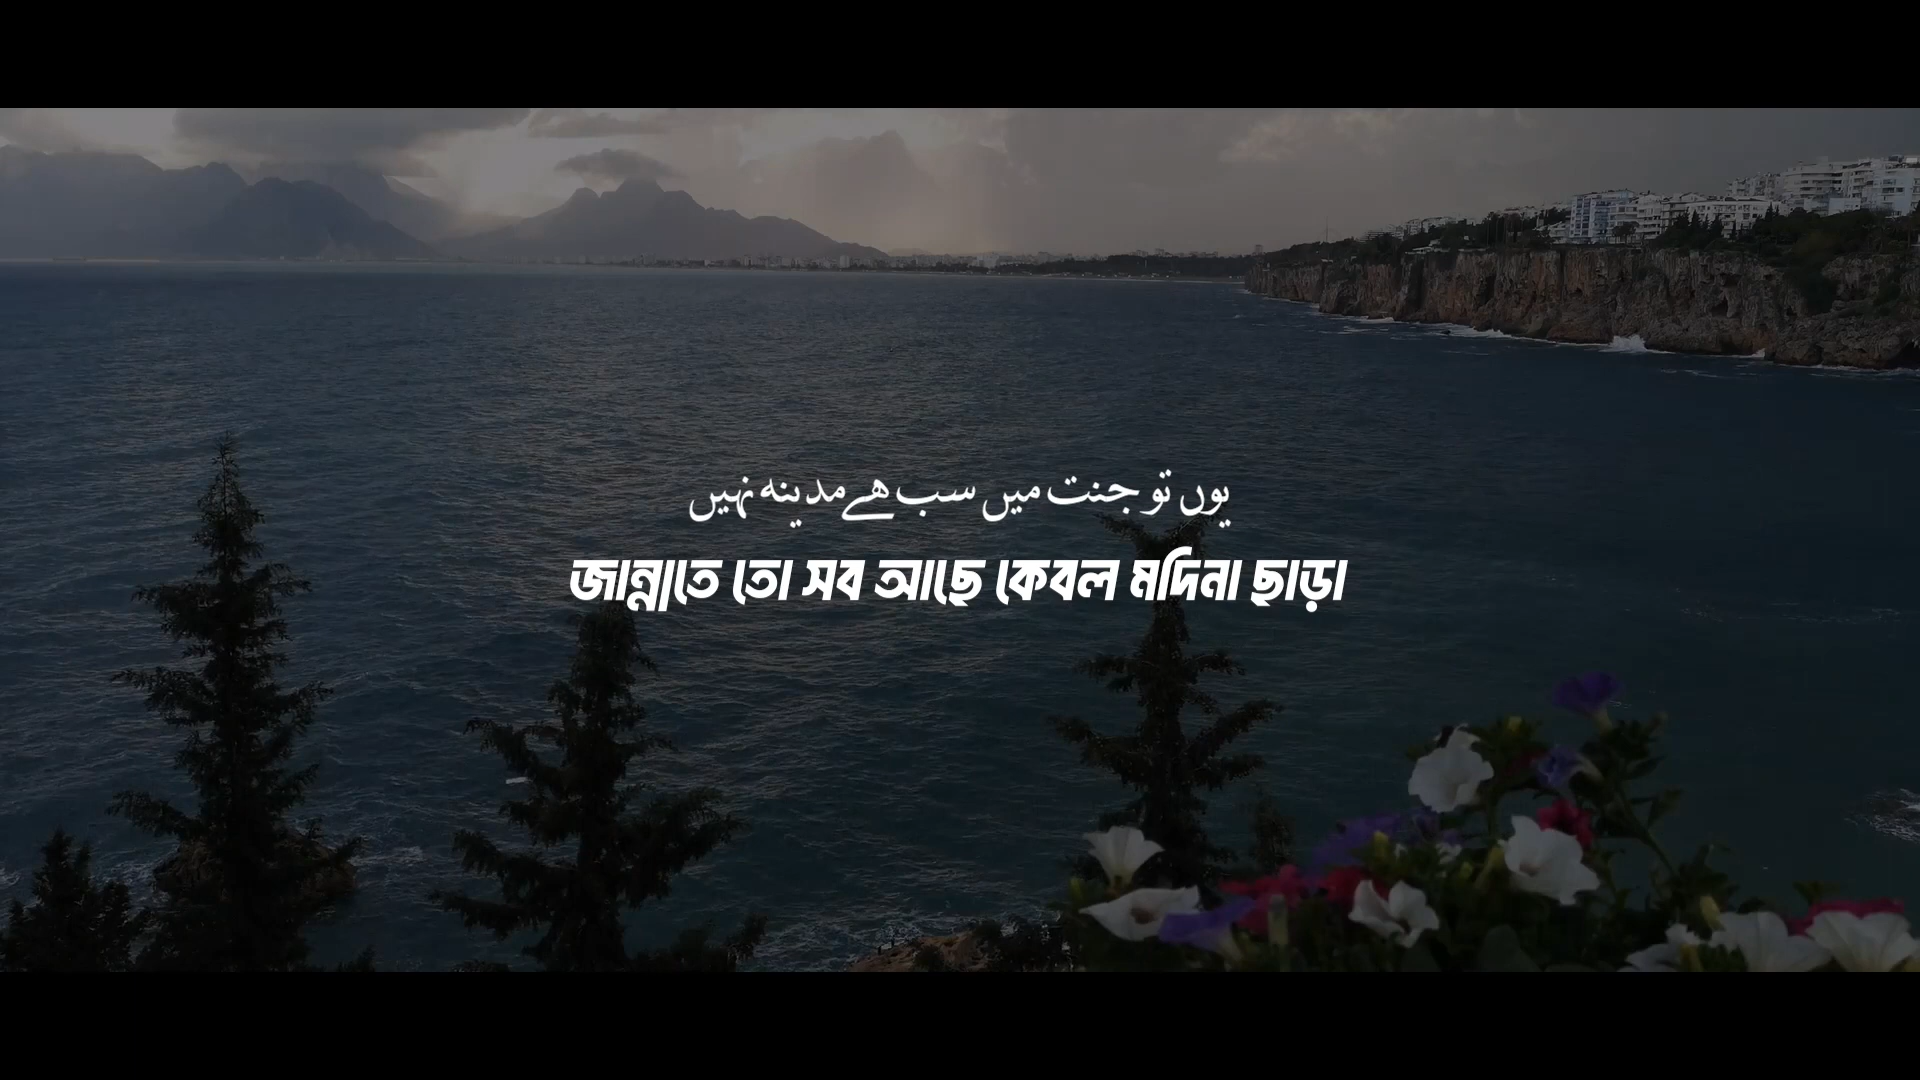 یوں تو جنت میں سب ہے مدینہ نہیں
জান্নাতে তো সব আছে কেবল মদিনা ছাড়া